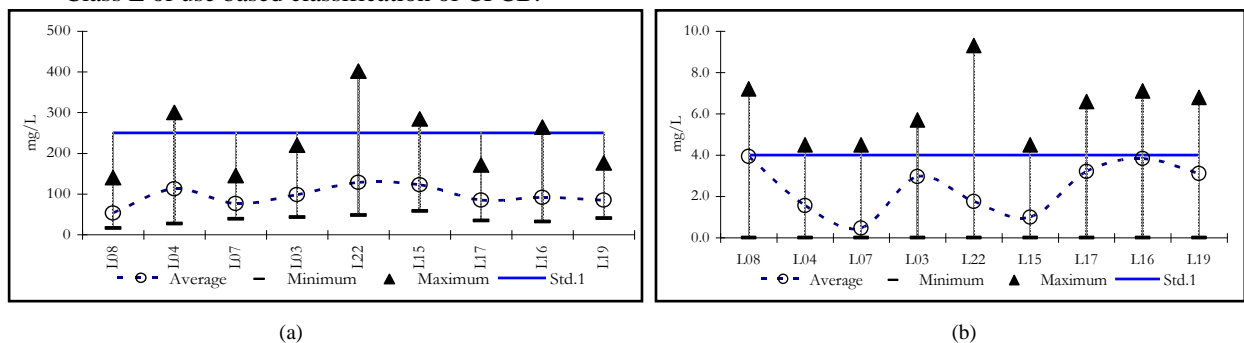 Class E of use based classification of CPCB.
500
400
300
200
100
0
mg/L
L08 L04 L07 L03 L22 L15 L17 L16 L19
Average Minimum Maximum Std.1
(a)
10.0
8.0
6.0
4.0
2.0
0.0
mg/L
L08 L04 L07 L03 L22 L15 L17 L16 L19
Average Minimum Maximum Std.1
(b)